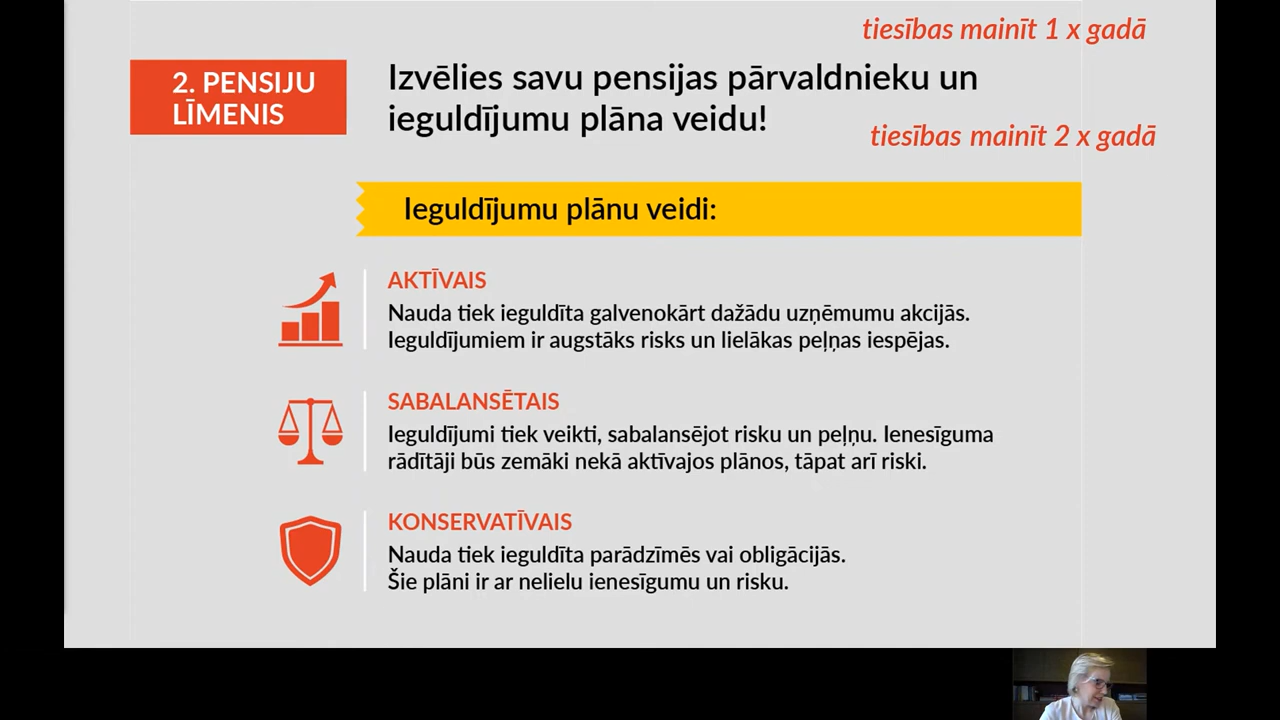 tiesības mainīt 1 x gadā
2. PENSIJU
LĪMENIS
Izvēlies savu pensijas pārvaldnieku un
ieguldījumu plāna veidu!
tiesības mainīt 2 x gadā
Ieguldījumu plānu veidi:
AKTĪVAIS
Nauda tiek ieguldīta galvenokārt dažādu uzņēmumu akcijās.
Ieguldījumiem ir augstāks risks un lielākas peļņas iespējas.
SABALANSĒTAIS
Ieguldījumi tiek veikti, sabalansējot risku un peļņu. Ienesīguma
rādītāji būs zemāki nekā aktīvajos plānos, tāpat arī riski.
KONSERVATĪVAIS
Nauda tiek ieguldīta parādzīmēs vai obligācijās.
Šie plāni ir ar nelielu ienesīgumu un risku.